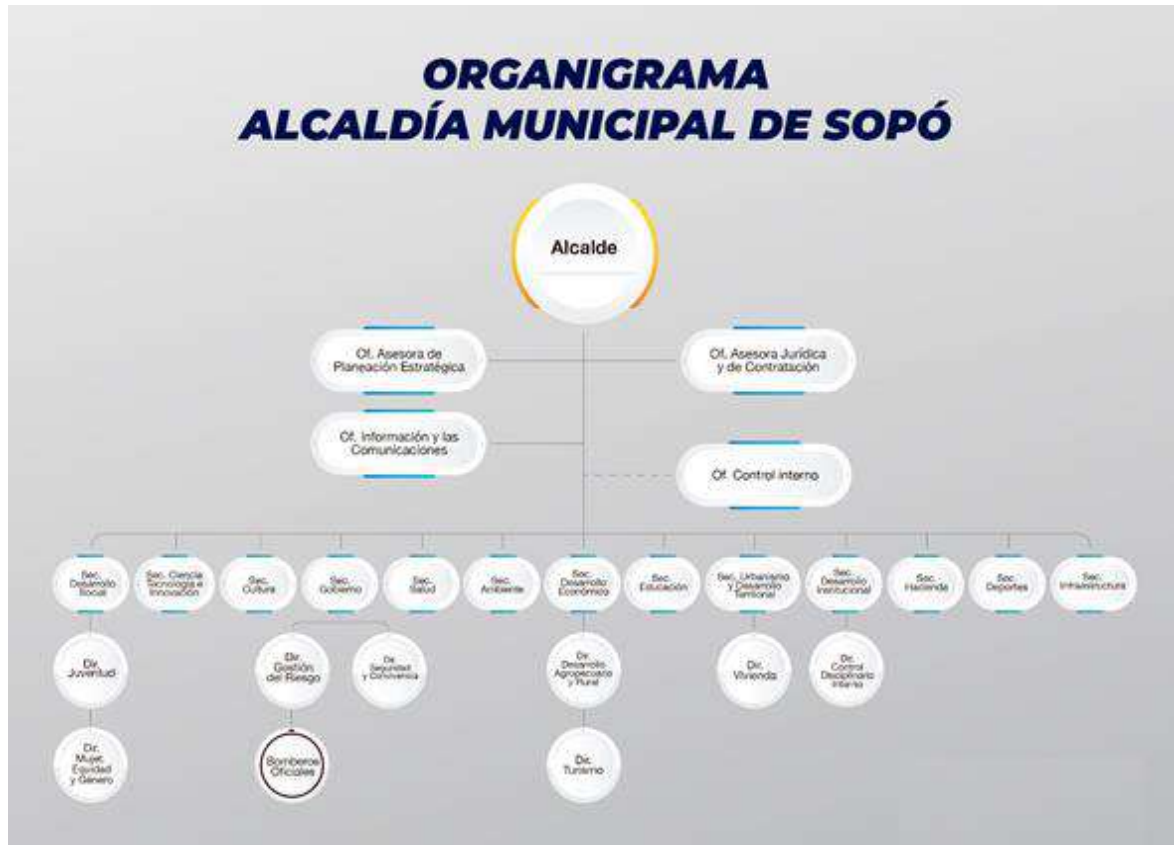 ORGANIGRAMA
ALCALDÍA MUNICIPAL DE SOPÓ
Alcalde
Of. Asesora de
Planeación Estratégica
Of. Asesora Jurídica
y de Contratación
Of. Información y las
Comunicaciones
Of. Control interno
Sec.
Desarrollo
Social
Sec. Ciencia
Tecnología e
Innovación
Sec.
Cultura
Sec.
Gobierno
Sec.
Salud
Sec.
Ambiente
Sec.
Desarrollo
Económico
Sec.
Educación
Sec. Urbanismo
y Desarrollo
Territorial
Sec.
Desarrollo
Institucional
Sec.
Hacienda
Sec.
Deportes
Sec.
Infraestructura
Dir.
Juventud
Dir.
Gestión
del Riesgo
Seguridad
y Convivencia
Dir.
Desarrollo
Agropecuario
y Rural
Dir.
Vivienda
Dir.
Control
Disciplinario
Interno
Dir.
Mujer,
Equidad
y Género
Bomberos
Oficiales
Dir.
Turismo